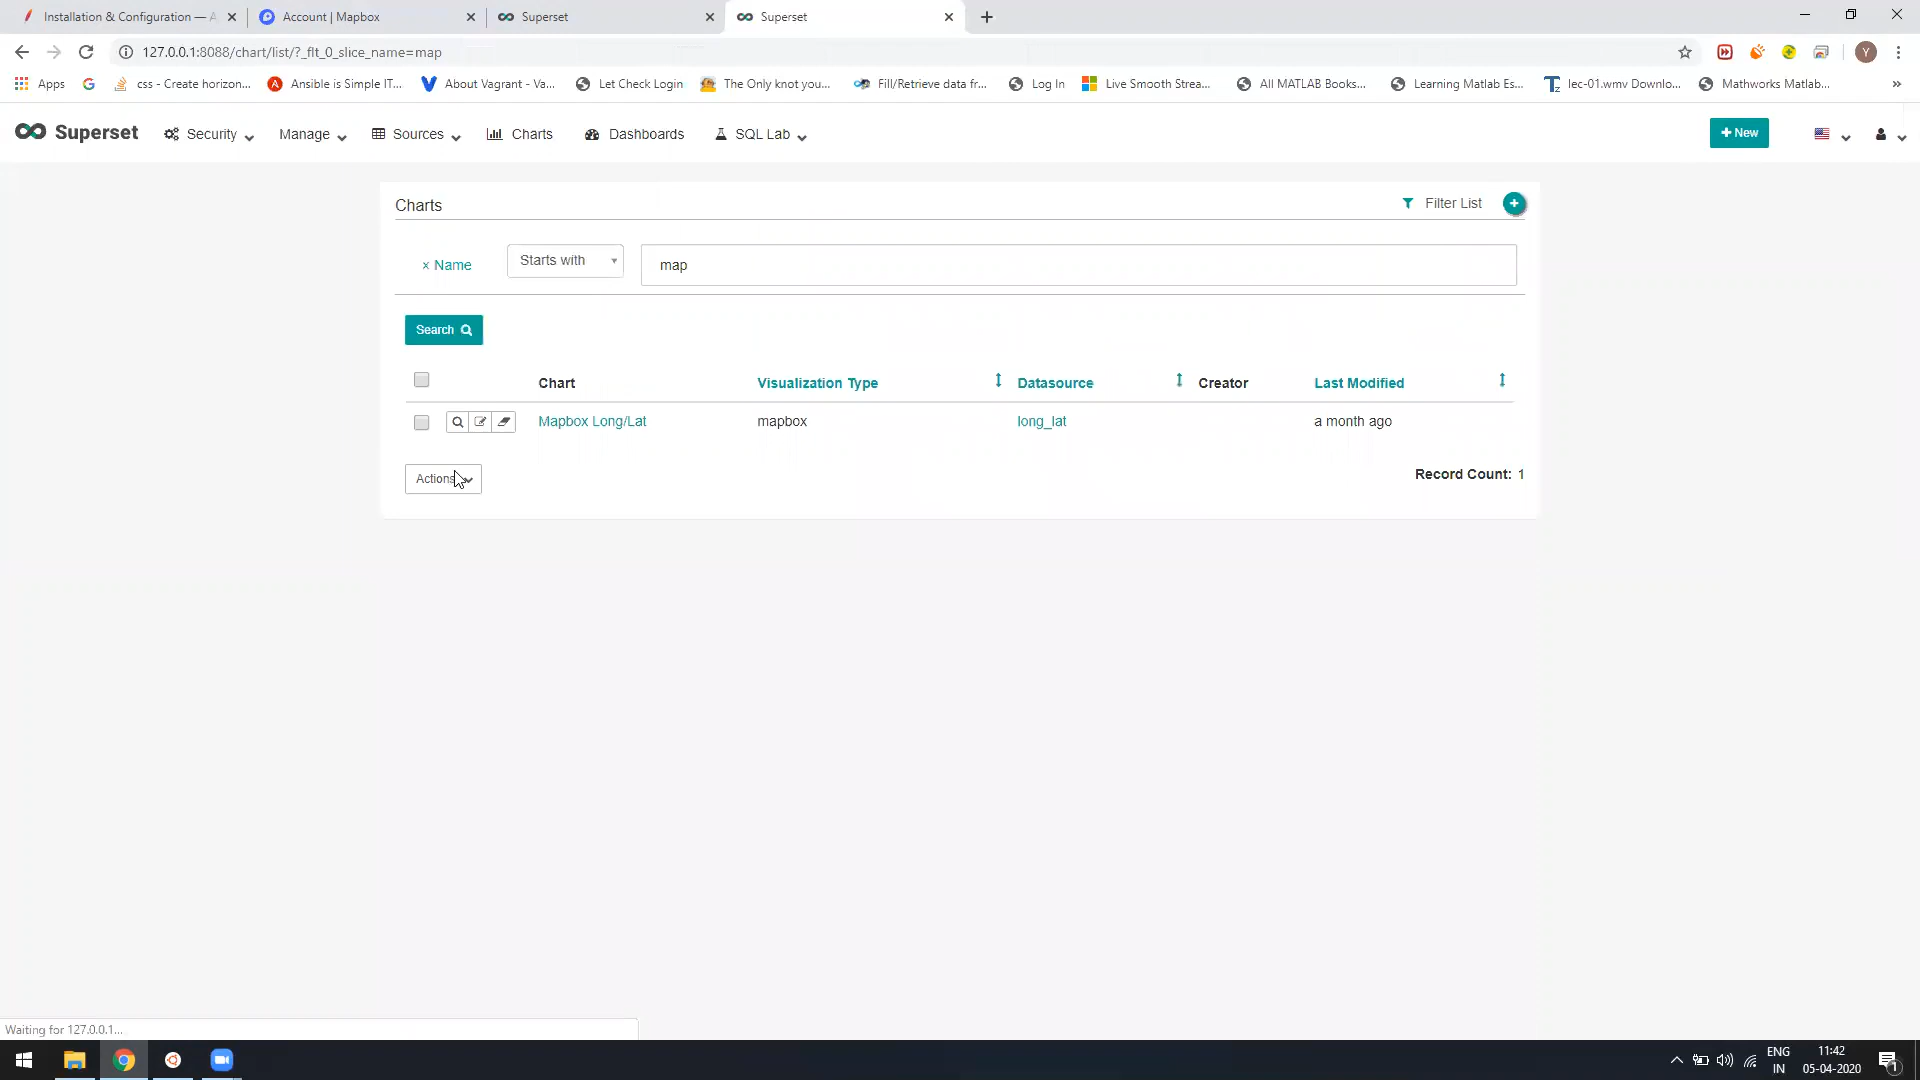 Installation & Configuration — A
Account | Mapbox
Superset
Superset
127.0.0.1:8088/chart/list/?_flt_0_slice_name=map
Y
Apps
css - Create horizon...
Ansible is Simple IT...
About Vagrant - Va...
Let Check Login
The Only knot you...
Fill/Retrieve data fr...
Log In
Live Smooth Strea...
All MATLAB Books...
Learning Matlab Es...
lec-01.wmv Downlo...
Mathworks Matlab...
»
Superset
Security
Manage
Sources
Charts
Dashboards
SQL Lab
+ New
Charts
Filter List
× Name
Starts with
map
Search
Chart
Visualization Type
Datasource
Creator
Last Modified
Mapbox Long/Lat
mapbox
long_lat
a month ago
Actions
Record Count: 1
Waiting for 127.0.0.1...
ENG
IN
11:42
05-04-2020
1